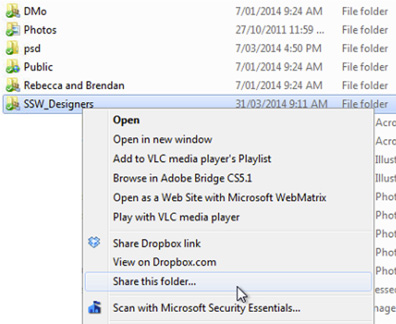 DMo 7/01/2014 9:24 AM File folder
Photos 27/10/2011 11:59 ... File folder
psd 7/03/2014 4:50 PM File folder
Public 7/01/2014 9:24 AM File folder
Rebecca and Brendan 7/01/2014 9:24 AM File folder
SSW_Designers 31/03/2014 9:11 AM File folder
Open Acro
Open in new window Acro
Add to VLC media player's Playlist Illust
Browse in Adobe Bridge CS5.1 Illust
Open as a Web Site with Microsoft WebMatrix Phot
Play with VLC media player Phot
Share Dropbox link Phot
View on Dropbox.com Phot
Share this folder... esse
Scan with Microsoft Security Essentials... mage